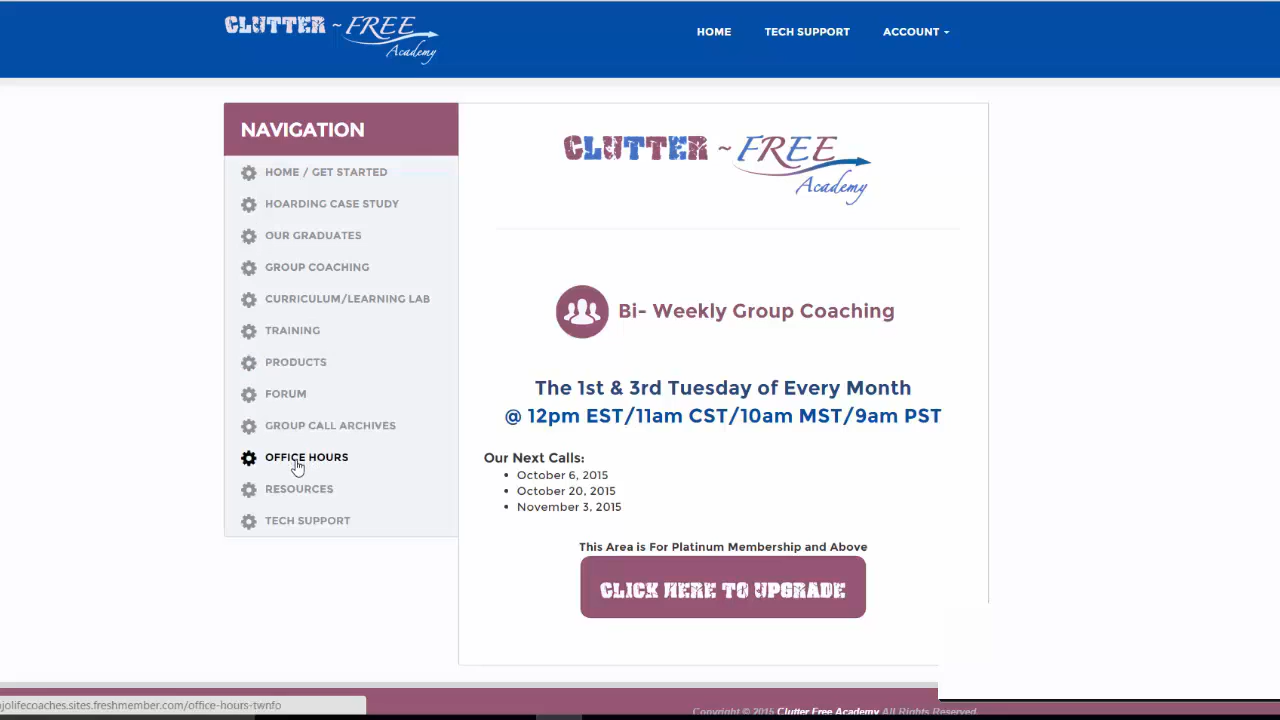 CLUTTER ~ FREE
Academy
HOME
TECH SUPPORT
ACCOUNT
NAVIGATION
HOME / GET STARTED
HOARDING CASE STUDY
OUR GRADUATES
GROUP COACHING
CURRICULUM/LEARNING LAB
TRAINING
PRODUCTS
FORUM
GROUP CALL ARCHIVES
OFFICE HOURS
RESOURCES
TECH SUPPORT
CLUTTER ~ FREE
Academy
Bi- Weekly Group Coaching
The 1st & 3rd Tuesday of Every Month
@ 12pm EST/11am CST/10am MST/9am PST
Our Next Calls:
• October 6, 2015
• October 20, 2015
• November 3, 2015
This Area is For Platinum Membership and Above
CLICK HERE TO UPGRADE
jolifecoaches.sites.freshmember.com/office-hours-twnfo
Copyright © 2015 Clutter Free Academy All Rights Reserved.